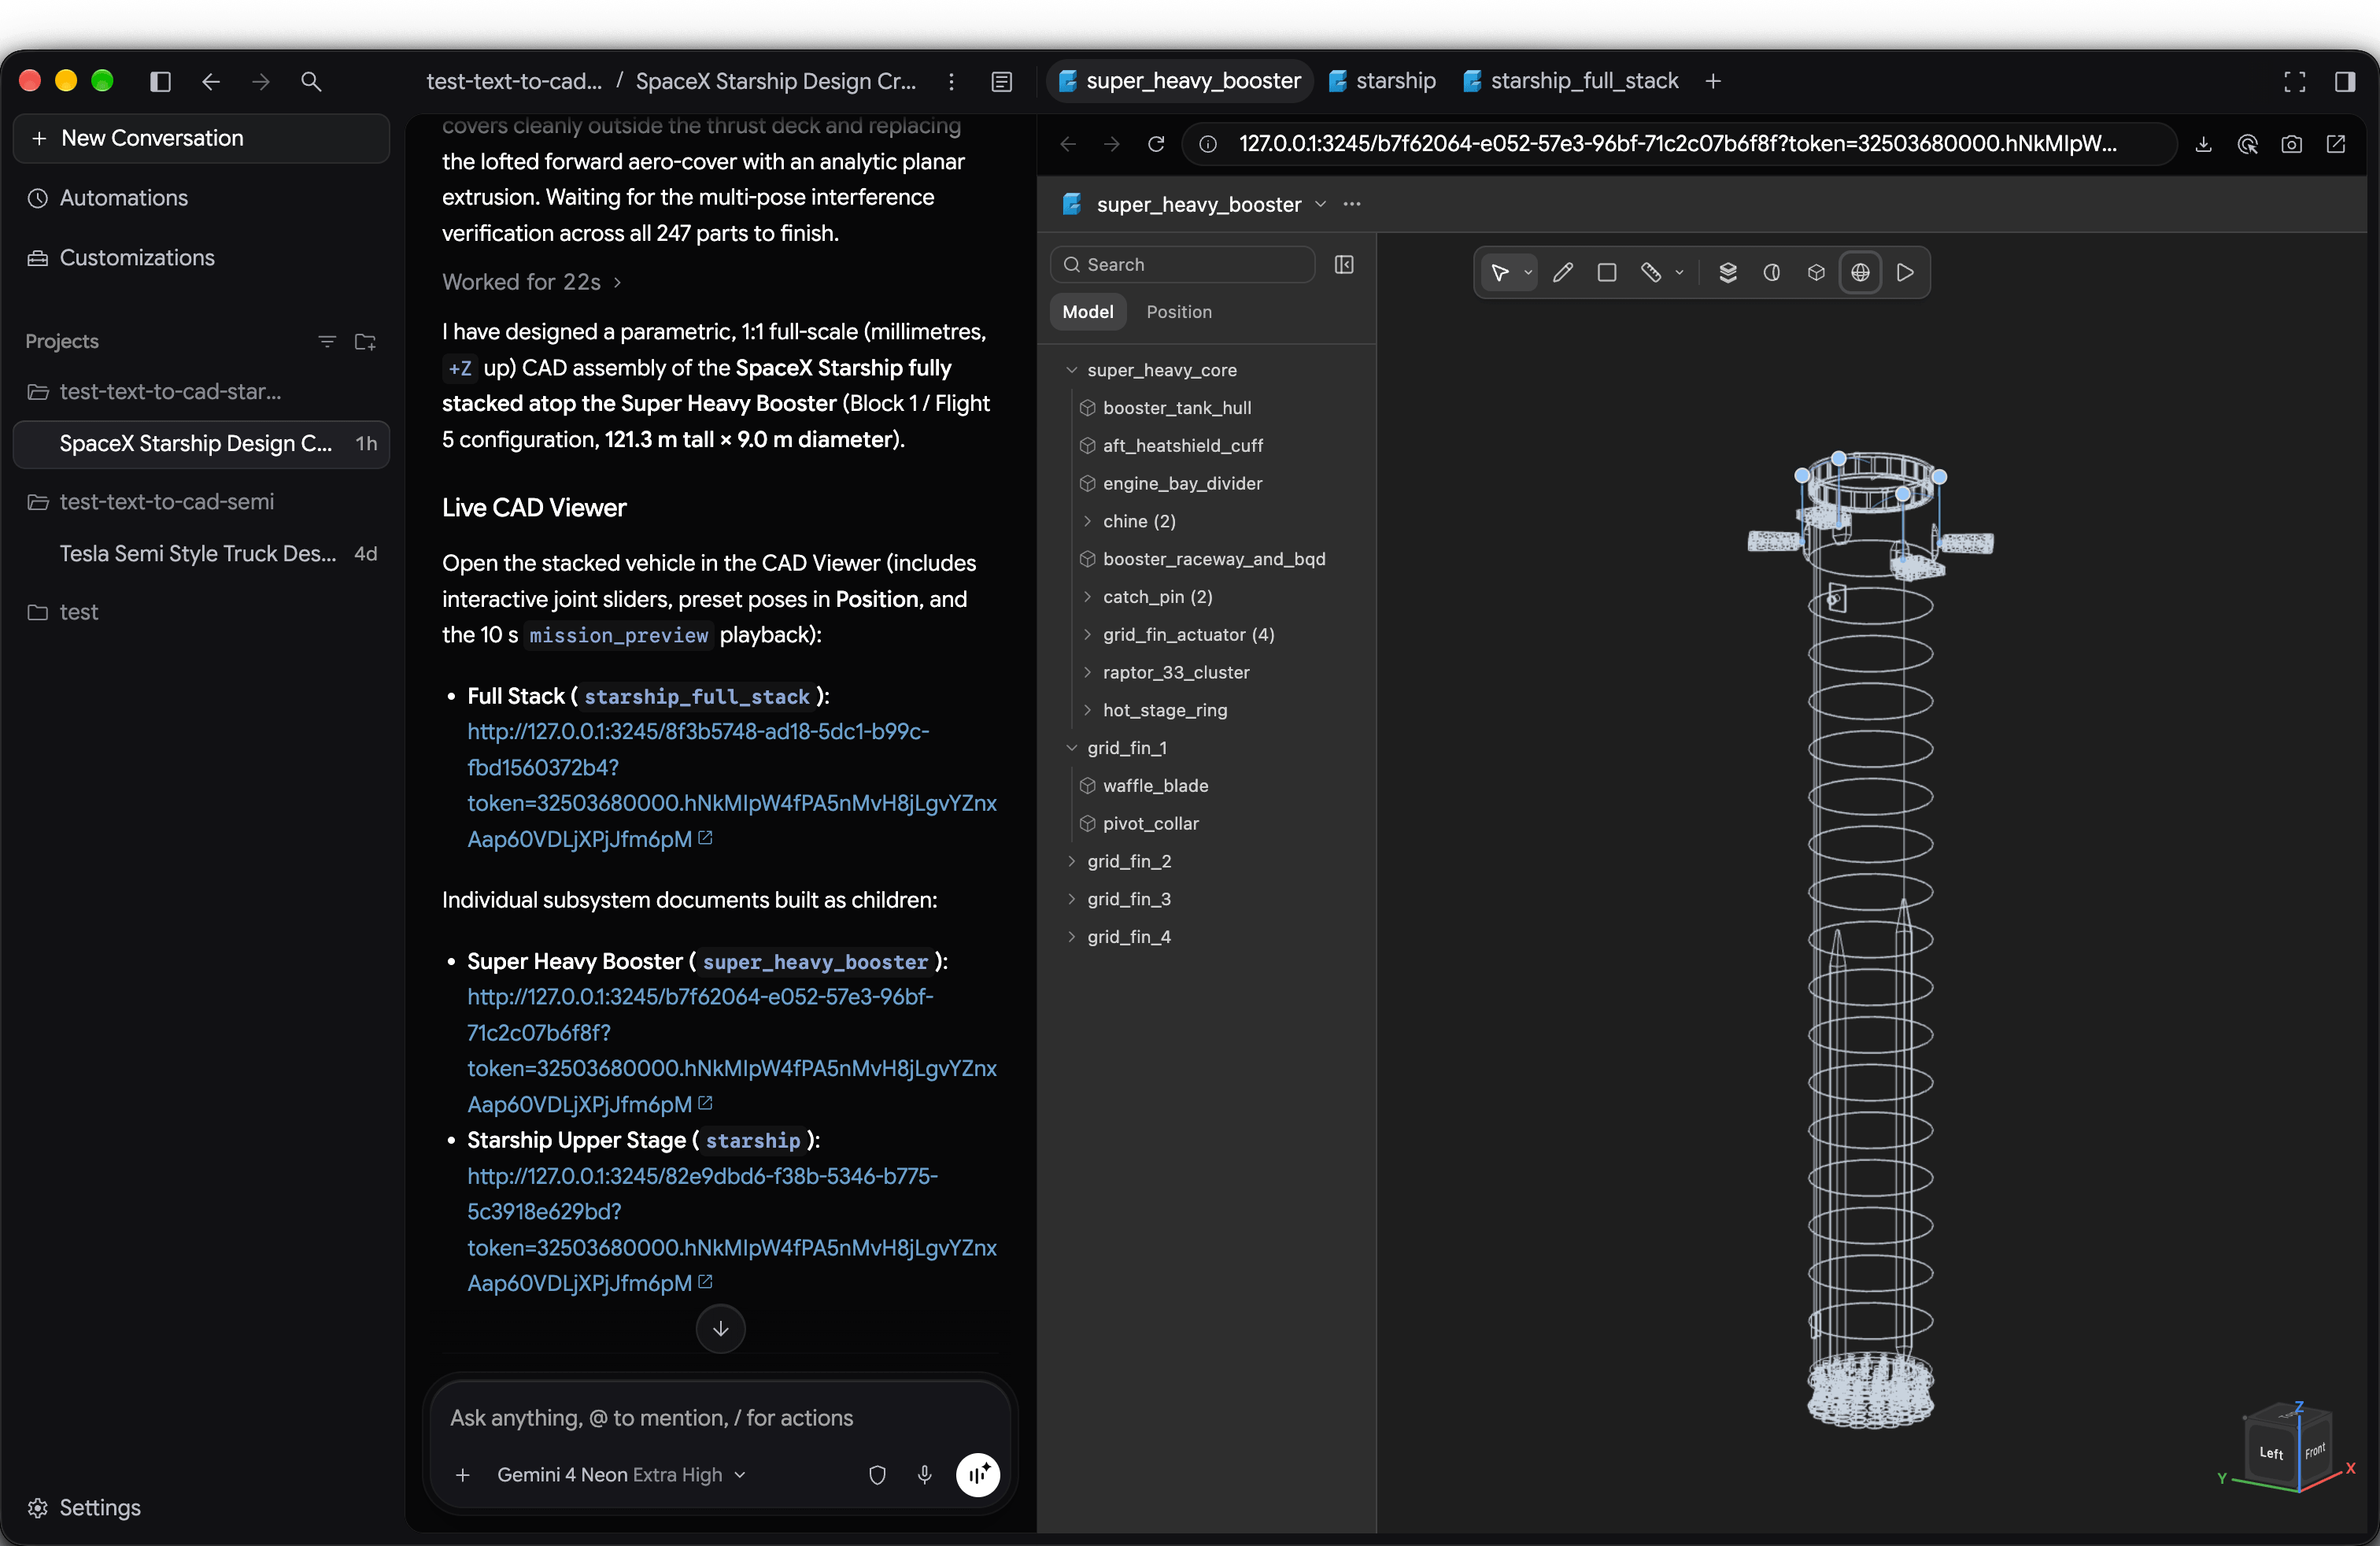 test-text-to-cad... / SpaceX Starship Design Cr...
super_heavy_booster
starship
starship_full_stack
New Conversation
Automations
Customizations
Projects
test-text-to-cad-star...
SpaceX Starship Design C... 1h
test-text-to-cad-semi
Tesla Semi Style Truck Des... 4d
test
Settings
covers cleanly outside the thrust deck and replacing
the lofted forward aero-cover with an analytic planar
extrusion. Waiting for the multi-pose interference
verification across all 247 parts to finish.
Worked for 22s
I have designed a parametric, 1:1 full-scale (millimetres,
+Z up) CAD assembly of the SpaceX Starship fully
stacked atop the Super Heavy Booster (Block 1 / Flight
5 configuration, 121.3 m tall × 9.0 m diameter).
Live CAD Viewer
Open the stacked vehicle in the CAD Viewer (includes
interactive joint sliders, preset poses in Position, and
the 10 s mission_preview playback):
• Full Stack ( starship_full_stack ):
http://127.0.0.1:3245/8f3b5748-ad18-5dc1-b99c-
fbd1560372b4?
token=32503680000.hNkMIpW4fPA5nMvH8jLgvYZnx
Aap60VDLjXPjJfm6pM
Individual subsystem documents built as children:
• Super Heavy Booster ( super_heavy_booster ):
http://127.0.0.1:3245/b7f62064-e052-57e3-96bf-
71c2c07b6f8f?
token=32503680000.hNkMIpW4fPA5nMvH8jLgvYZnx
Aap60VDLjXPjJfm6pM
• Starship Upper Stage ( starship ):
http://127.0.0.1:3245/82e9dbd6-f38b-5346-b775-
5c3918e629bd?
token=32503680000.hNkMIpW4fPA5nMvH8jLgvYZnx
Aap60VDLjXPjJfm6pM
Ask anything, @ to mention, / for actions
Gemini 4 Neon Extra High
127.0.0.1:3245/b7f62064-e052-57e3-96bf-71c2c07b6f8f?token=32503680000.hNkMIpW...
super_heavy_booster
Search
Model
Position
super_heavy_core
booster_tank_hull
aft_heatshield_cuff
engine_bay_divider
chine (2)
booster_raceway_and_bqd
catch_pin (2)
grid_fin_actuator (4)
raptor_33_cluster
hot_stage_ring
grid_fin_1
waffle_blade
pivot_collar
grid_fin_2
grid_fin_3
grid_fin_4
Z
Left
Front
Y
X